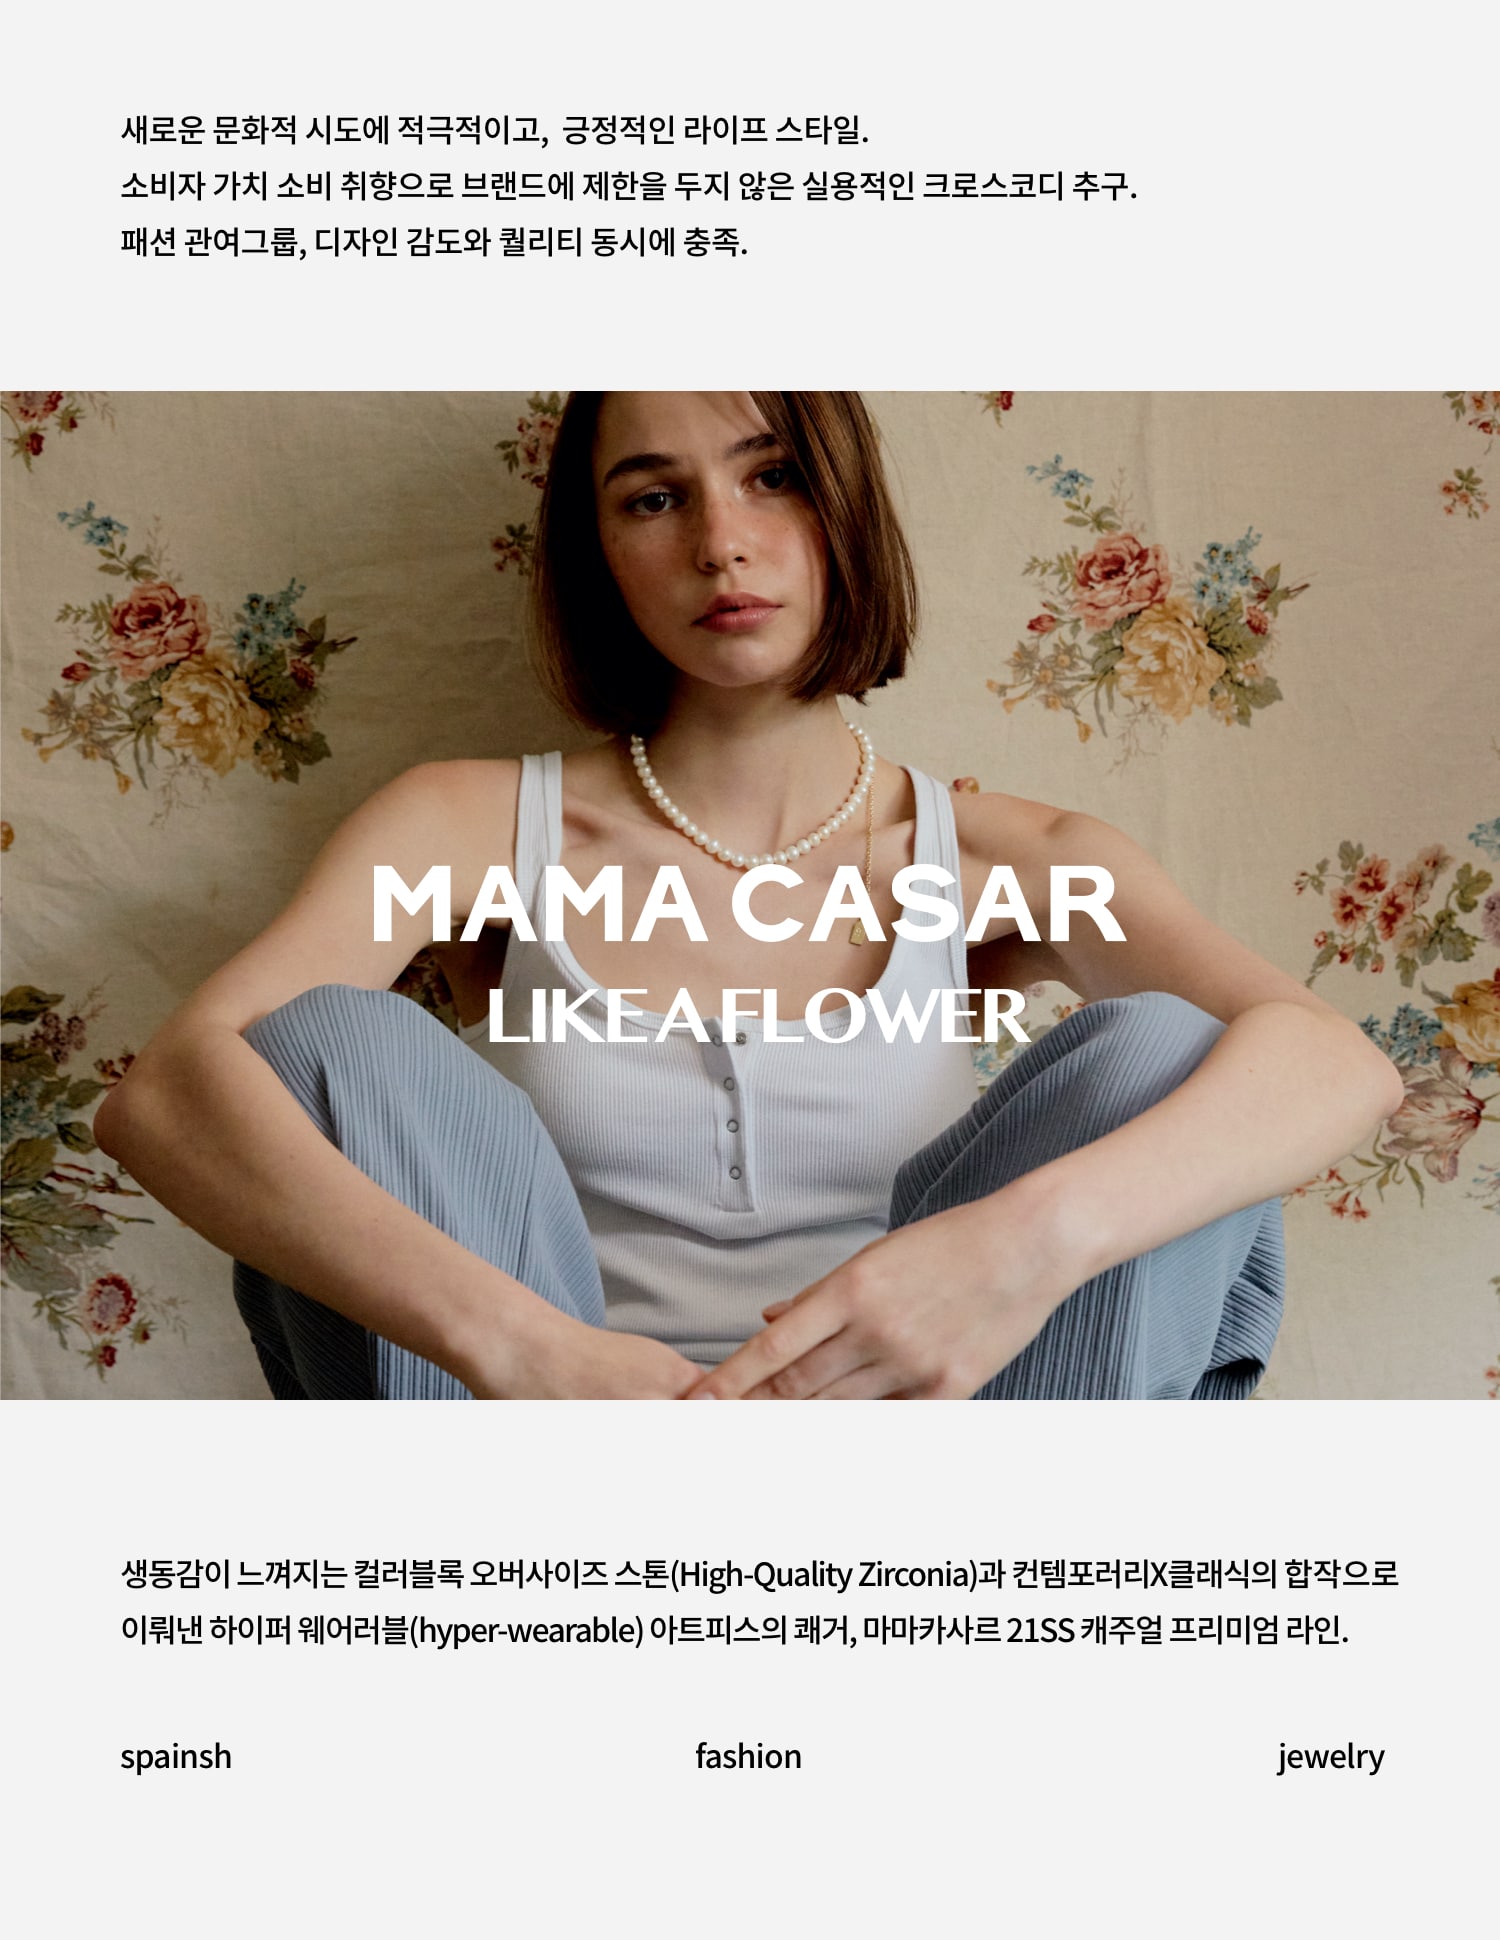 새로운 문화적 시도에 적극적이고, 긍정적인 라이프 스타일.
소비자 가치 소비 취향으로 브랜드에 제한을 두지 않은 실용적인 크로스코디 추구.
패션 관여그룹, 디자인 감도와 퀄리티 동시에 충족.
MAMA CASAR
LIKE A FLOWER
생동감이 느껴지는 컬러블록 오버사이즈 스톤(High-Quality Zirconia)과 컨템포러리X클래식의 합작으로
이뤄낸 하이퍼 웨어러블(hyper-wearable) 아트피스의 쾌거, 마마카사르 21SS 캐주얼 프리미엄 라인.
spainsh fashion jewelry